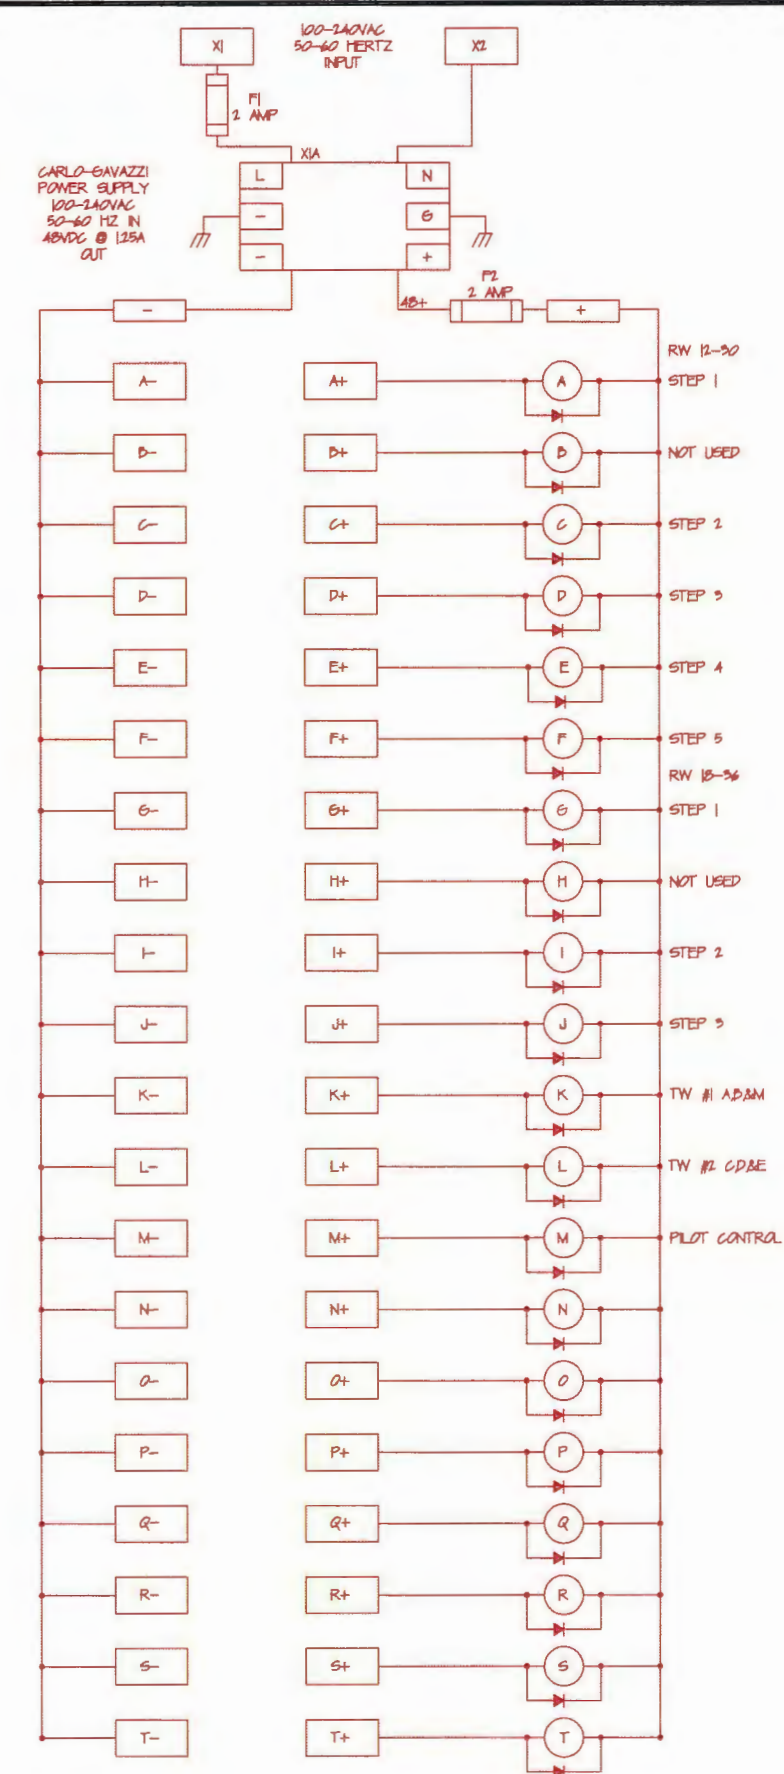 X1
100-240VAC
50-60 HERTZ
INPUT
X2
F1
2 AMP
X1A
CARLO-GAVAZZI
POWER SUPPLY
100-240VAC
50-60 HZ IN
48VDC @ 1.25A
OUT
L
N
-
G
-
+
F2
2 AMP
48+
-
+
RW 12-30
A-
A+
A
STEP 1
B-
B+
B
NOT USED
C-
C+
C
STEP 2
D-
D+
D
STEP 3
E-
E+
E
STEP 4
F-
F+
F
STEP 5
RW 18-36
G-
G+
G
STEP 1
H-
H+
H
NOT USED
I-
I+
I
STEP 2
J-
J+
J
STEP 3
K-
K+
K
TW #1 AB&M
L-
L+
L
TW #2 CD&E
M-
M+
M
PILOT CONTROL
N-
N+
N
O-
O+
O
P-
P+
P
Q-
Q+
Q
R-
R+
R
S-
S+
S
T-
T+
T